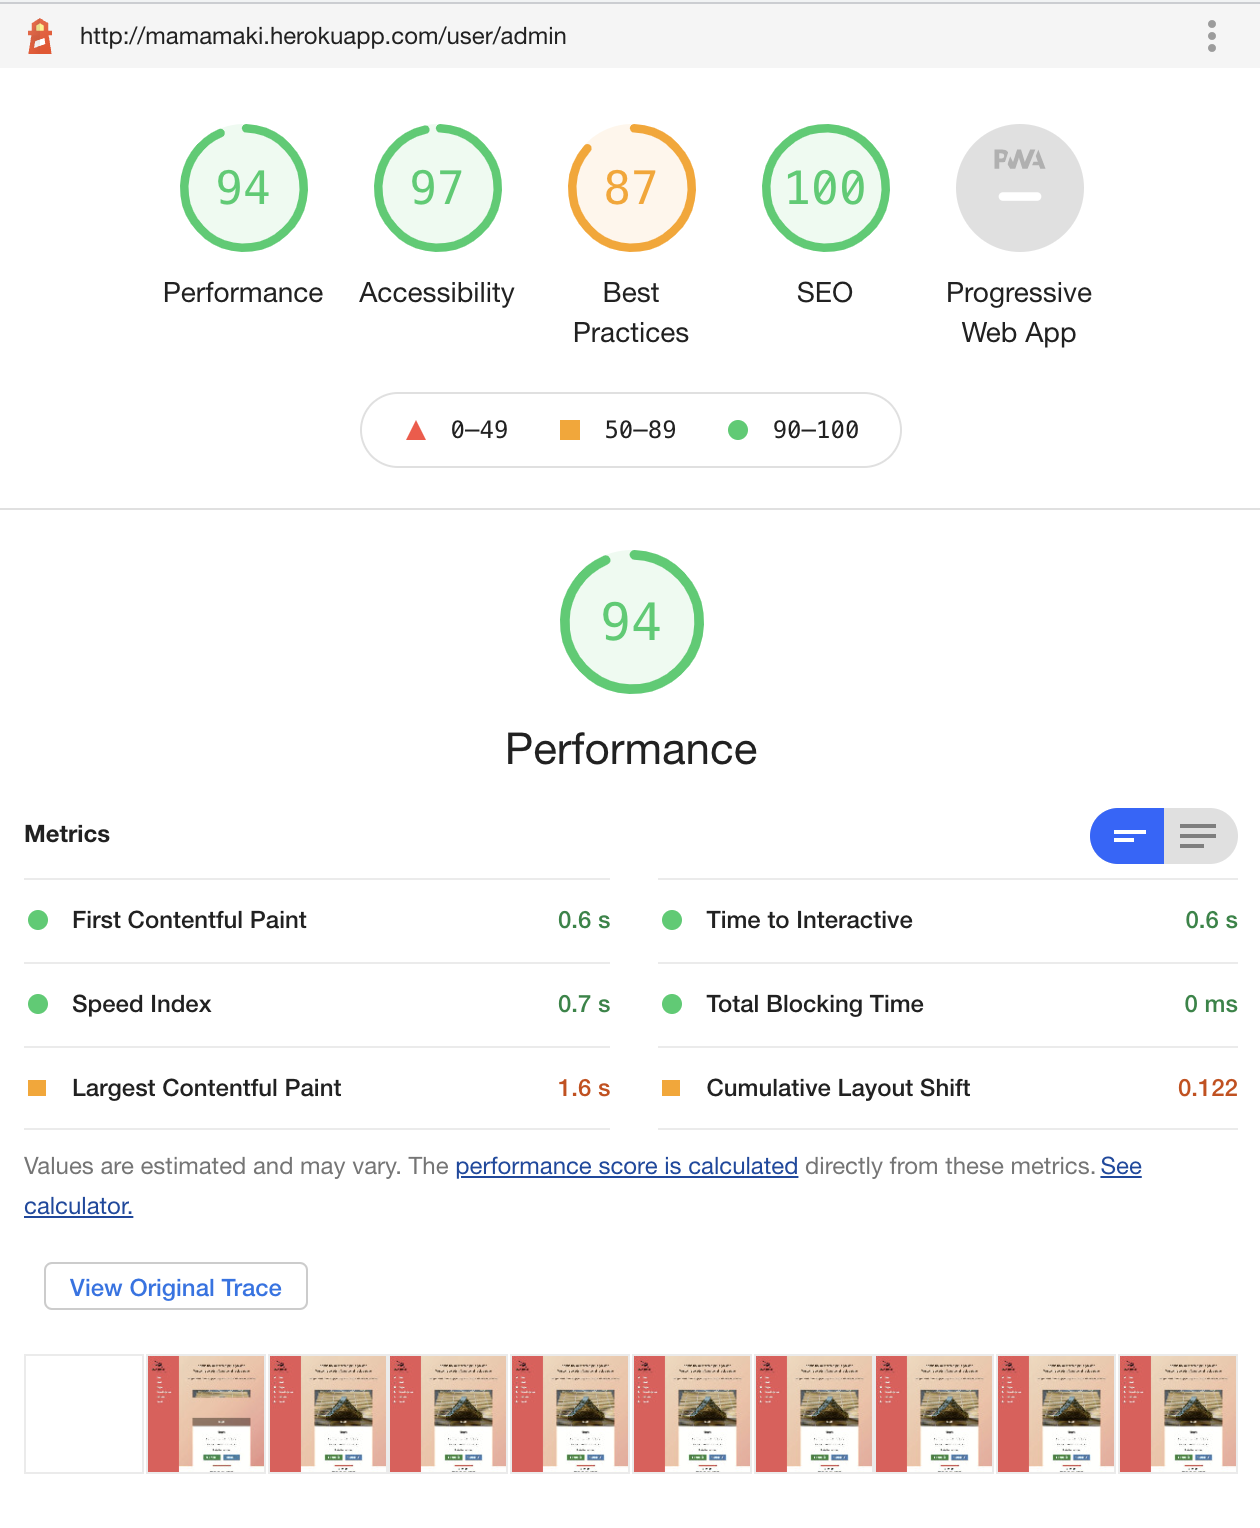 http://mamamaki.herokuapp.com/user/admin
94 97 87 100 PWA
Performance Accessibility Best Practices SEO Progressive Web App
0–49 50–89 90–100
94
Performance
Metrics
First Contentful Paint 0.6 s Time to Interactive 0.6 s
Speed Index 0.7 s Total Blocking Time 0 ms
Largest Contentful Paint 1.6 s Cumulative Layout Shift 0.122
Values are estimated and may vary. The performance score is calculated directly from these metrics. See
calculator.
View Original Trace